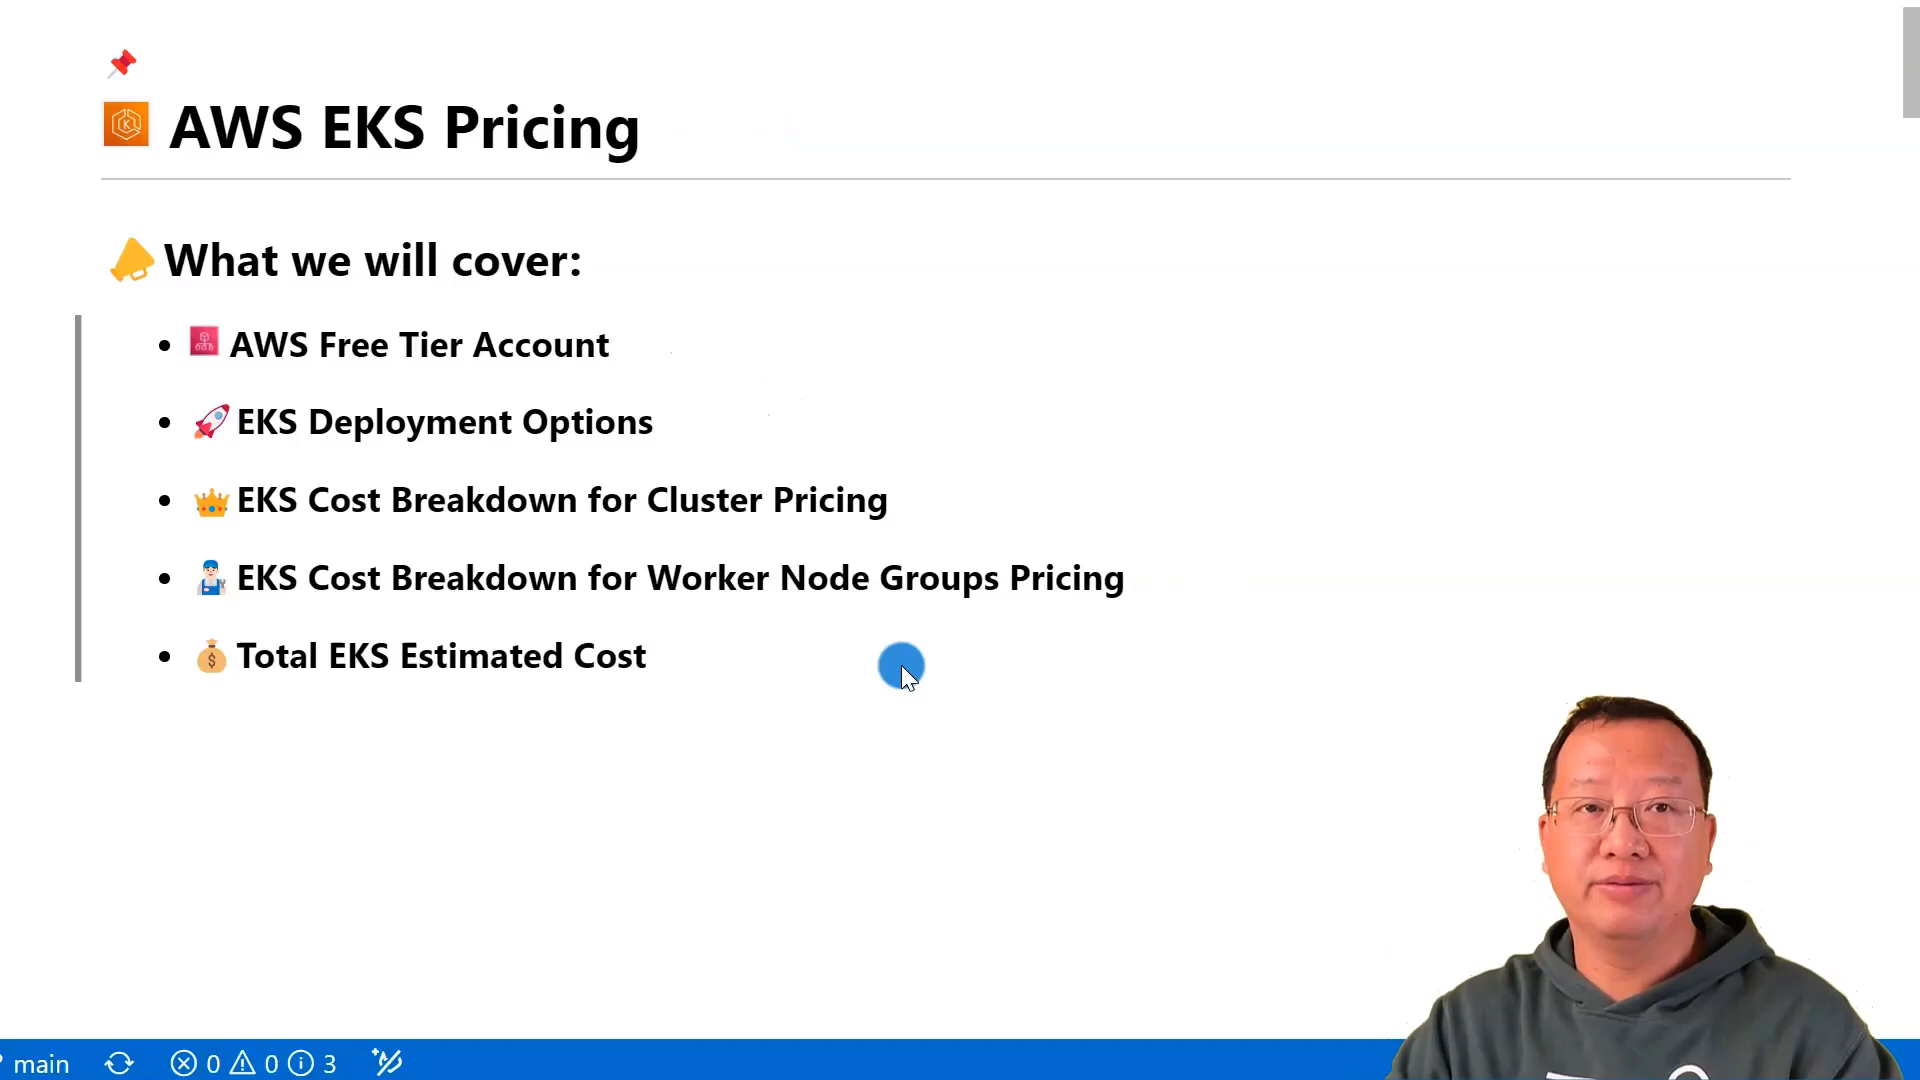 AWS EKS Pricing
What we will cover:
AWS Free Tier Account
EKS Deployment Options
EKS Cost Breakdown for Cluster Pricing
EKS Cost Breakdown for Worker Node Groups Pricing
Total EKS Estimated Cost
main 0 0 3